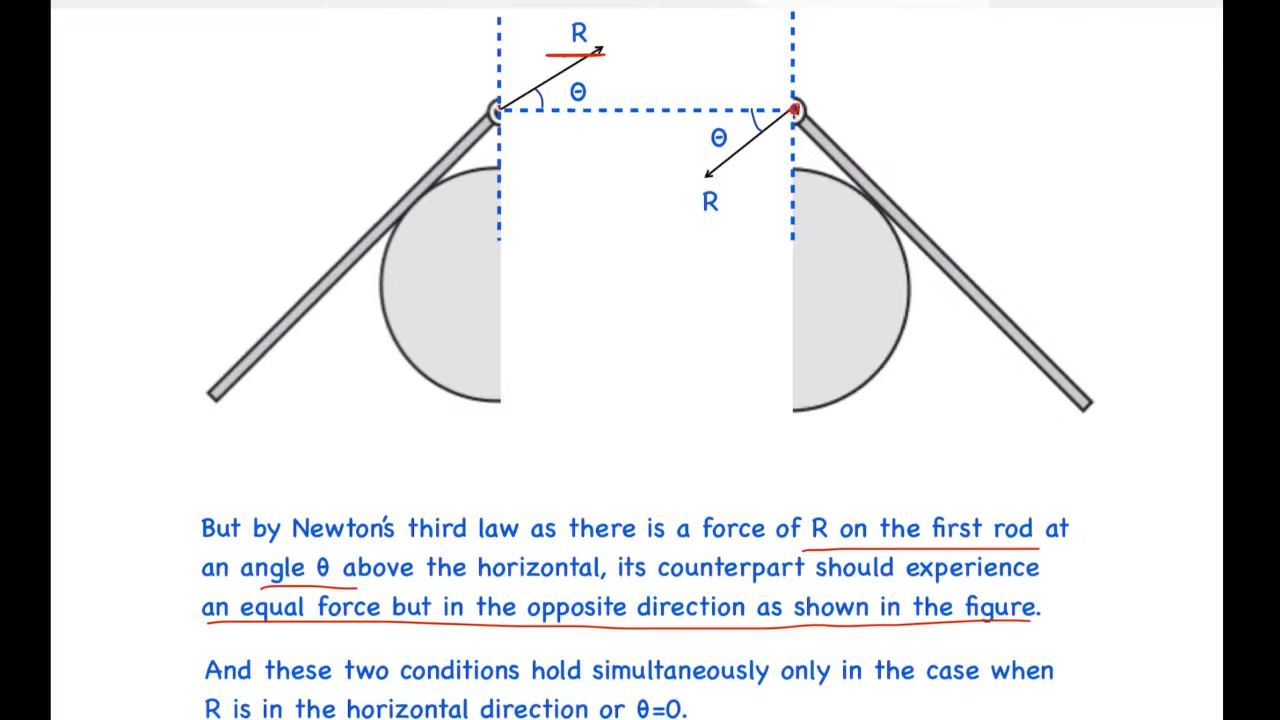 R
θ
θ
R
But by Newton's third law as there is a force of R on the first rod at
an angle θ above the horizontal, its counterpart should experience
an equal force but in the opposite direction as shown in the figure.
And these two conditions hold simultaneously only in the case when
R is in the horizontal direction or θ=0.